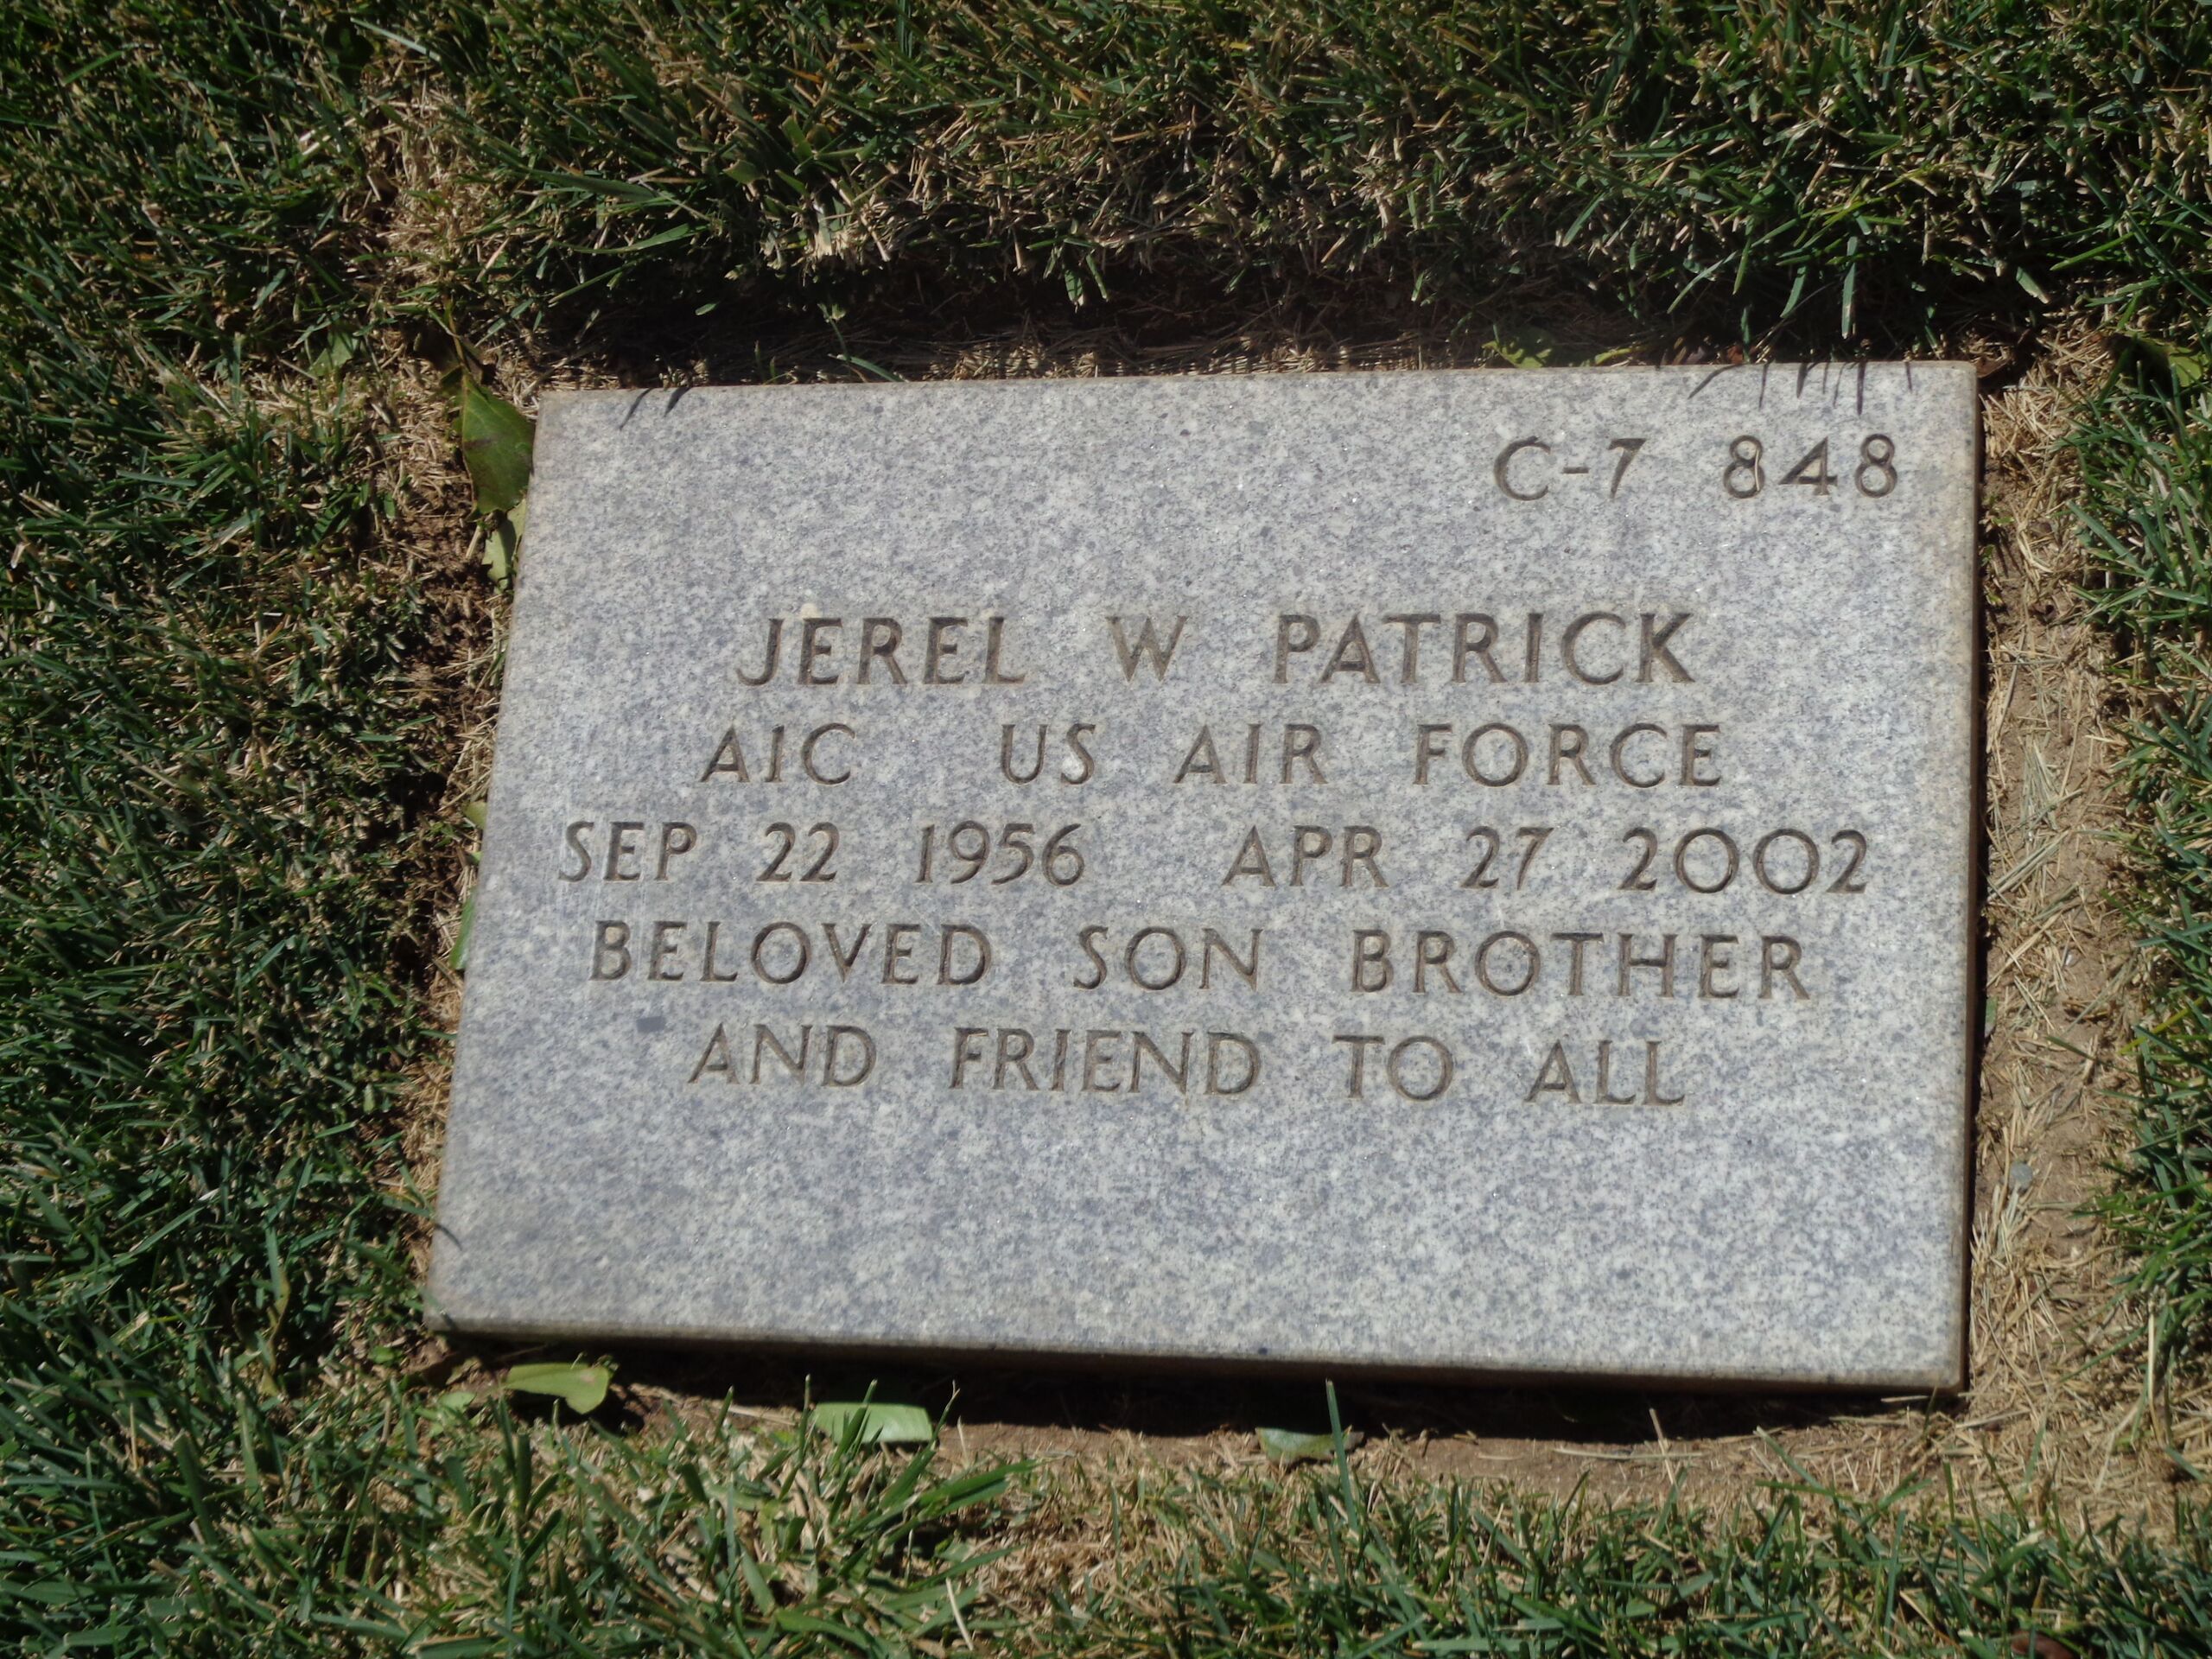 C-7 848
JEREL W PATRICK
A1C US AIR FORCE
SEP 22 1956 APR 27 2002
BELOVED SON BROTHER
AND FRIEND TO ALL